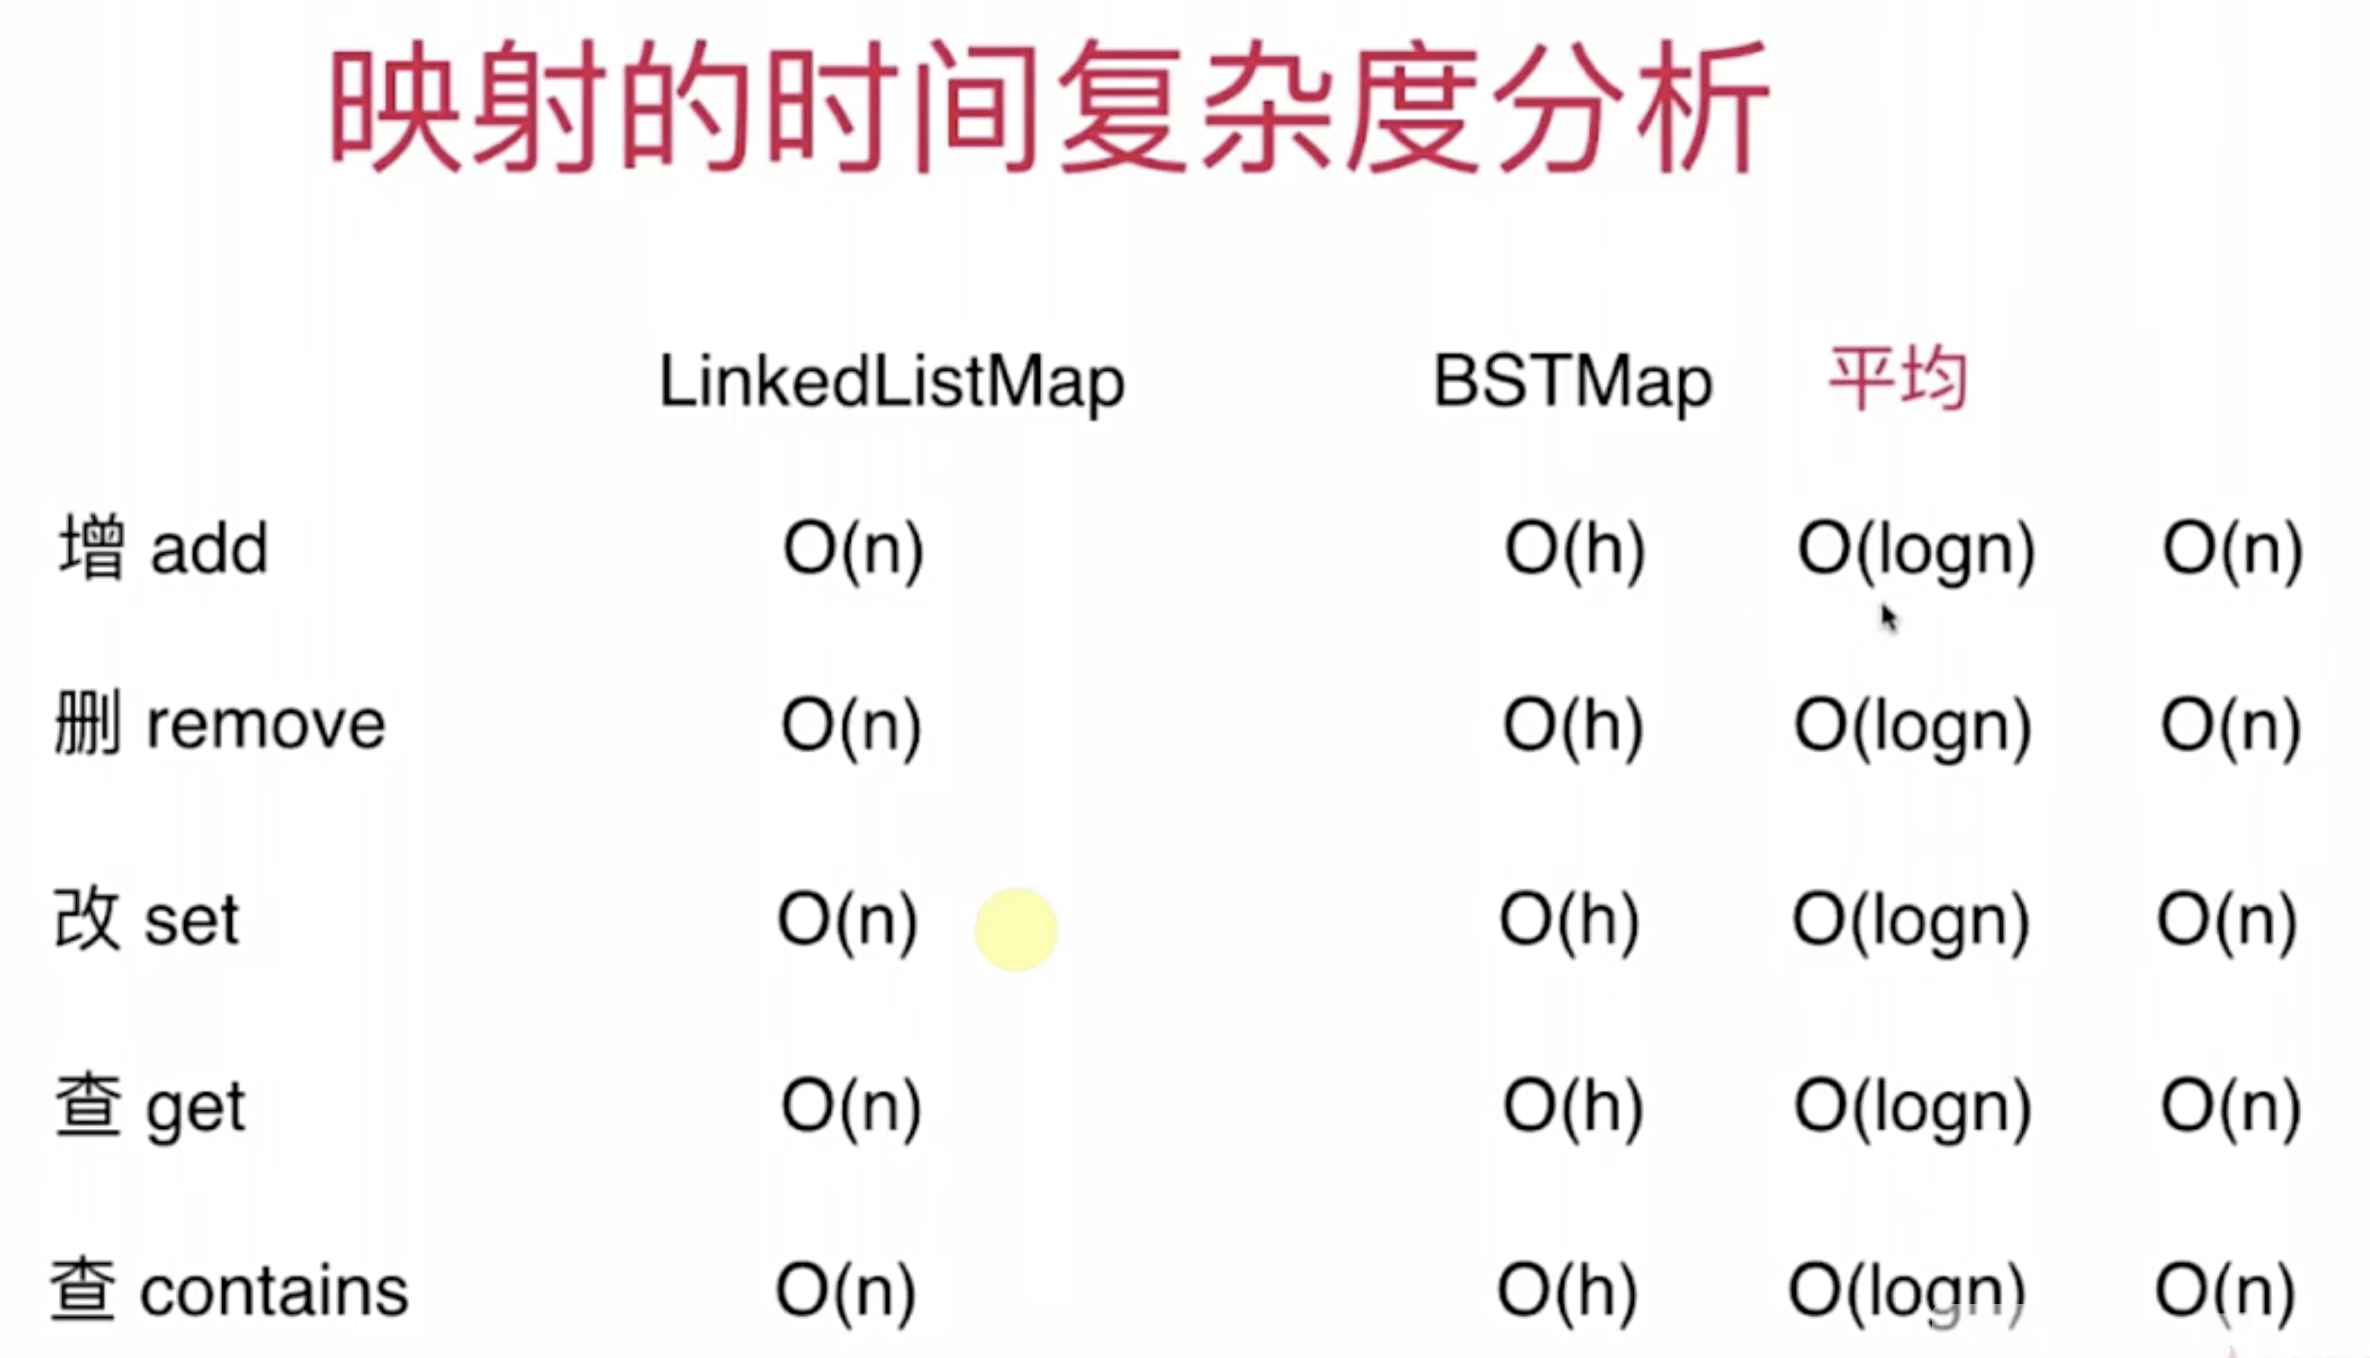 映射的时间复杂度分析
LinkedListMap BSTMap 平均
增 add O(n) O(h) O(logn) O(n)
删 remove O(n) O(h) O(logn) O(n)
改 set O(n) O(h) O(logn) O(n)
查 get O(n) O(h) O(logn) O(n)
查 contains O(n) O(h) O(logn) O(n)